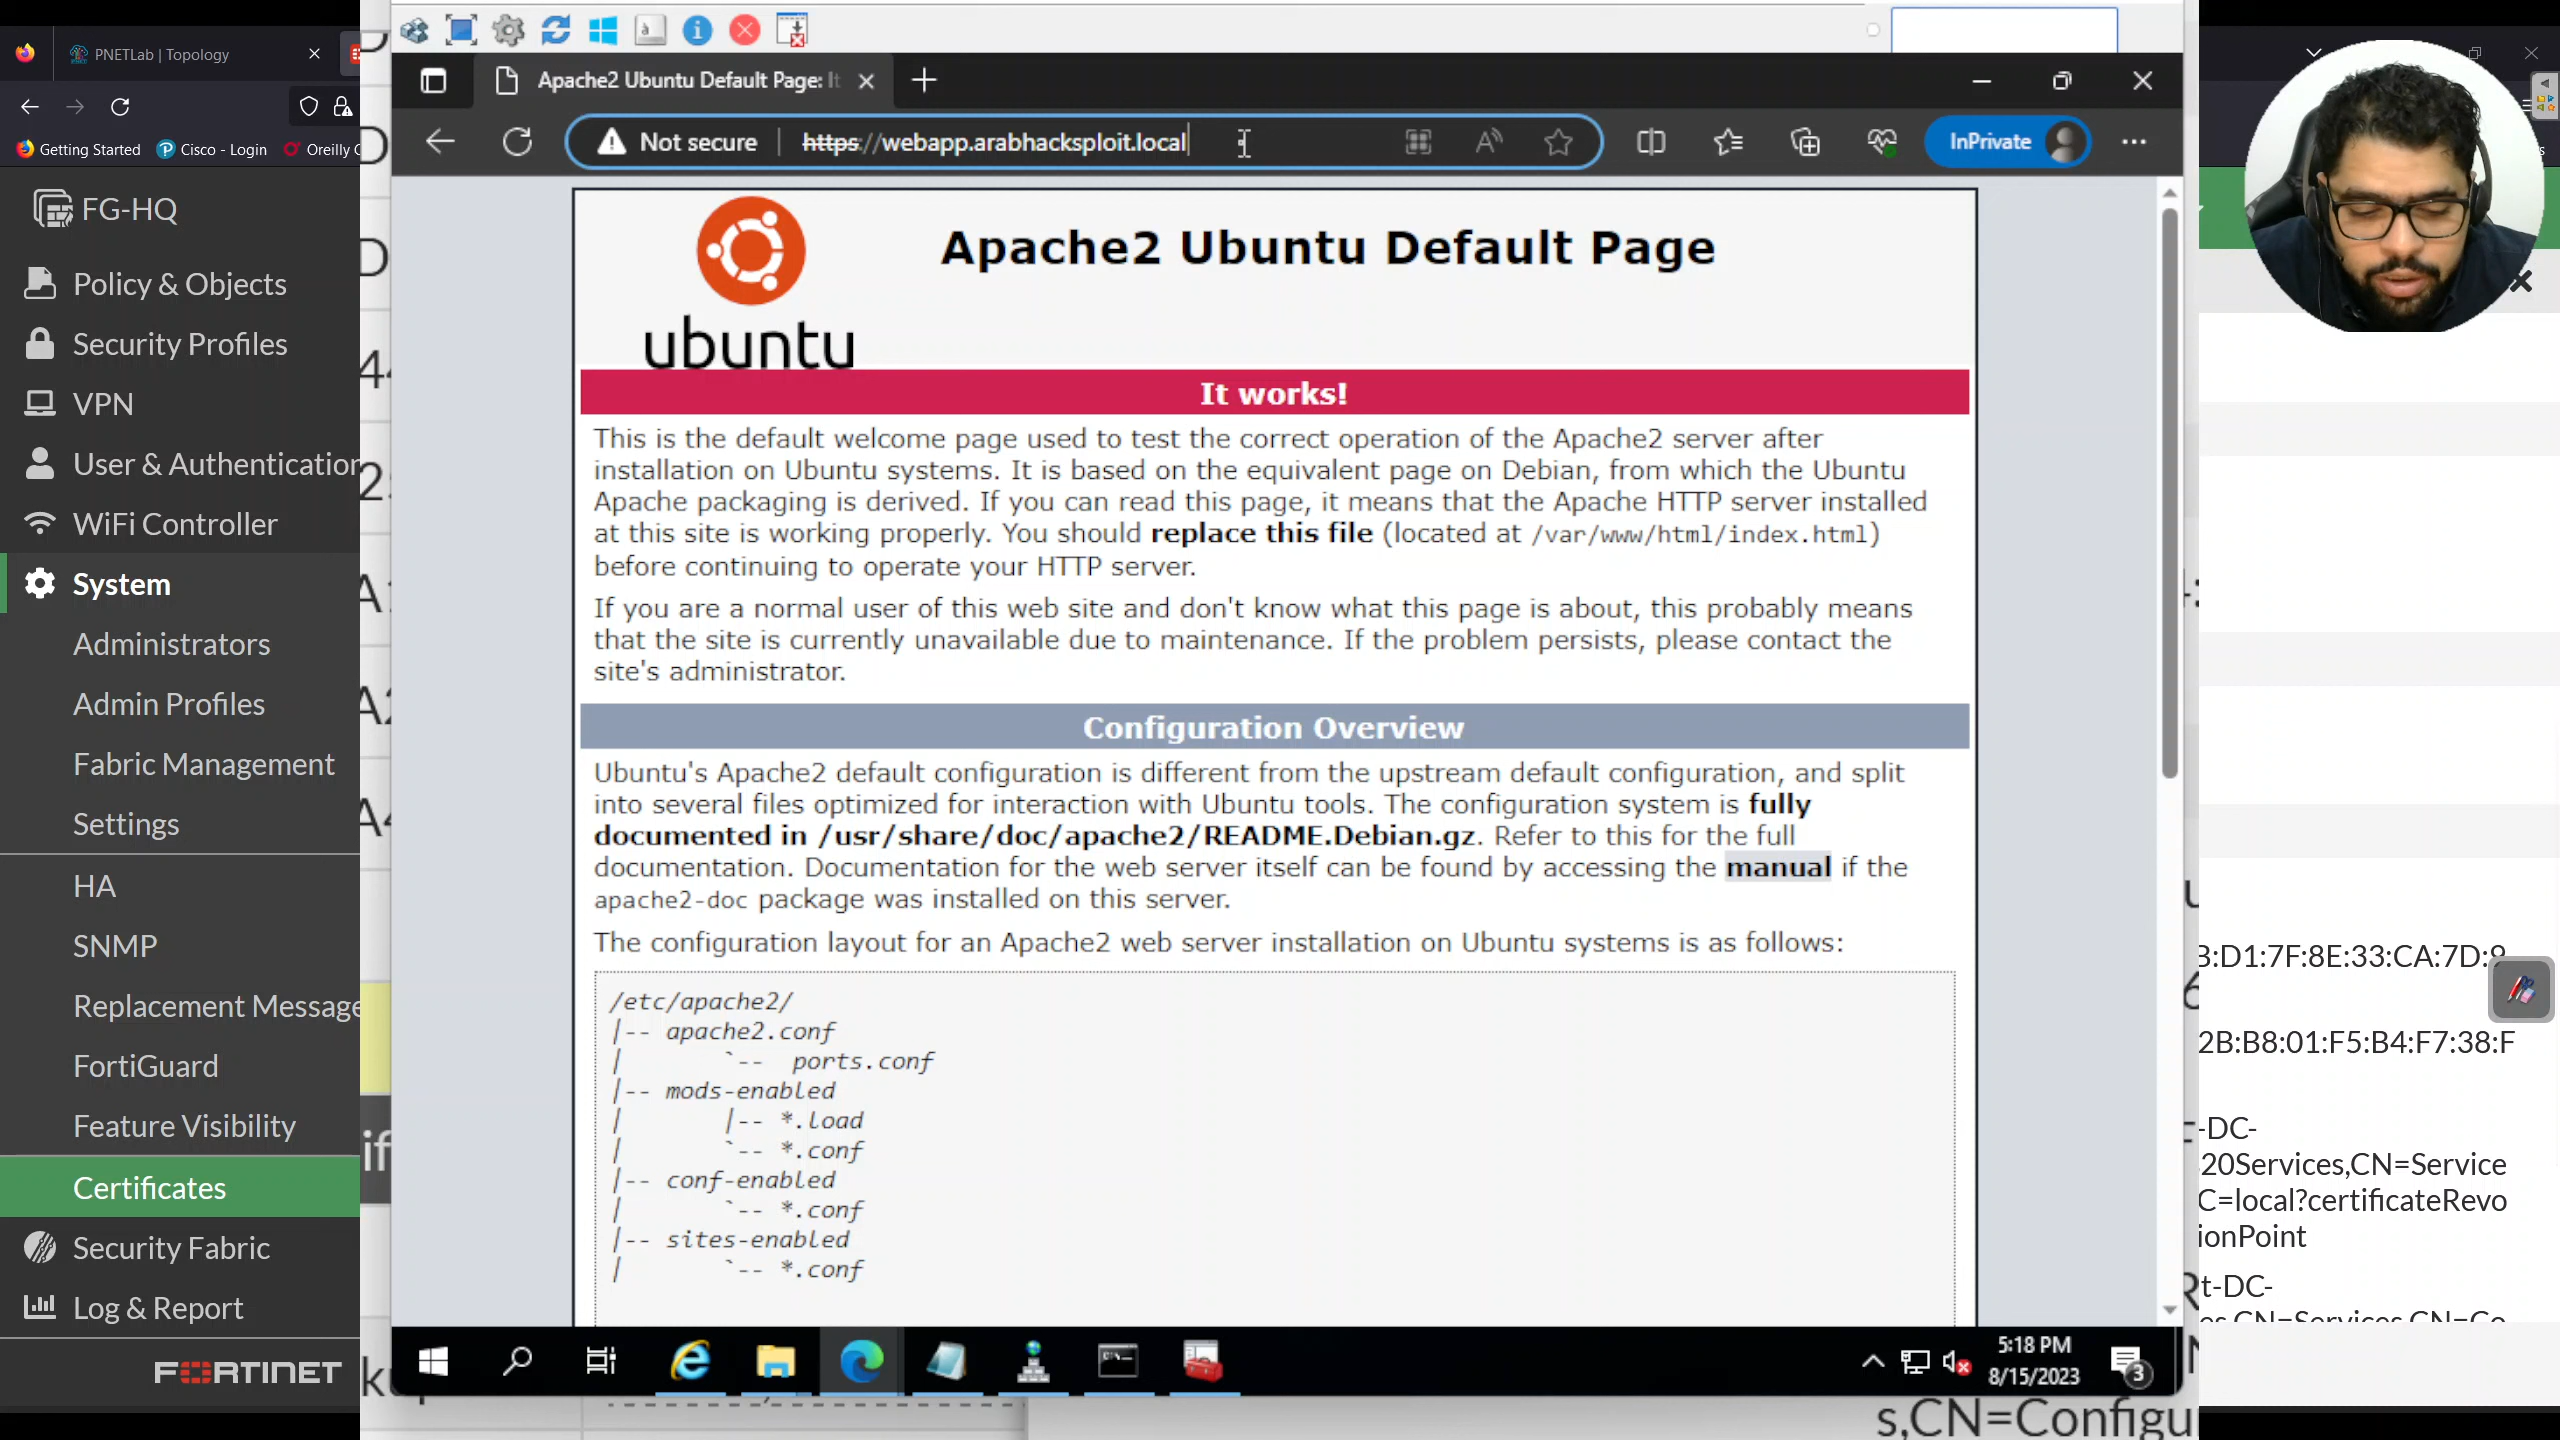 PNETLab | Topology
Getting Started
Cisco - Login
Oreilly
FG-HQ
Policy & Objects
Security Profiles
VPN
User & Authentication
WiFi Controller
System
Administrators
Admin Profiles
Fabric Management
Settings
HA
SNMP
Replacement Message
FortiGuard
Feature Visibility
Certificates
Security Fabric
Log & Report
FORTINET
Apache2 Ubuntu Default Page: It
Not secure
https://webapp.arabhacksploit.local
InPrivate
ubuntu
Apache2 Ubuntu Default Page
It works!
This is the default welcome page used to test the correct operation of the Apache2 server after
installation on Ubuntu systems. It is based on the equivalent page on Debian, from which the Ubuntu
Apache packaging is derived. If you can read this page, it means that the Apache HTTP server installed
at this site is working properly. You should replace this file (located at /var/www/html/index.html)
before continuing to operate your HTTP server.
If you are a normal user of this web site and don't know what this page is about, this probably means
that the site is currently unavailable due to maintenance. If the problem persists, please contact the
site's administrator.
Configuration Overview
Ubuntu's Apache2 default configuration is different from the upstream default configuration, and split
into several files optimized for interaction with Ubuntu tools. The configuration system is fully
documented in /usr/share/doc/apache2/README.Debian.gz. Refer to this for the full
documentation. Documentation for the web server itself can be found by accessing the manual if the
apache2-doc package was installed on this server.
The configuration layout for an Apache2 web server installation on Ubuntu systems is as follows:
/etc/apache2/
|-- apache2.conf
|       `--  ports.conf
|-- mods-enabled
|       |-- *.load
|       `-- *.conf
|-- conf-enabled
|       `-- *.conf
|-- sites-enabled
|       `-- *.conf
5:18 PM
8/15/2023
3
:D1:7F:8E:33:CA:7D:9
2B:B8:01:F5:B4:F7:38:F
-DC-
20Services,CN=Service
C=local?certificateRevo
ionPoint
t-DC-
s,CN=Configu